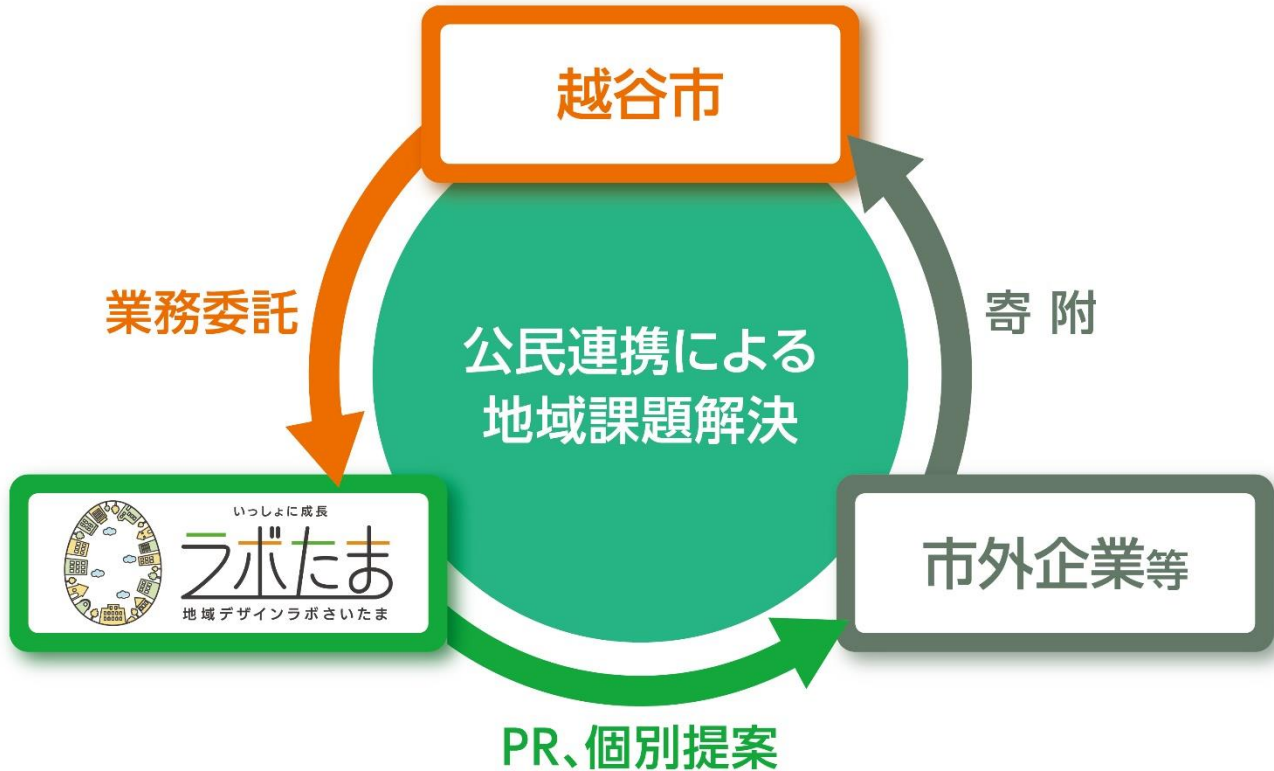 越谷市
業務委託
寄附
公民連携による
地域課題解決
いっしょに成長
ラボたま
地域デザインラボさいたま
市外企業等
PR、個別提案